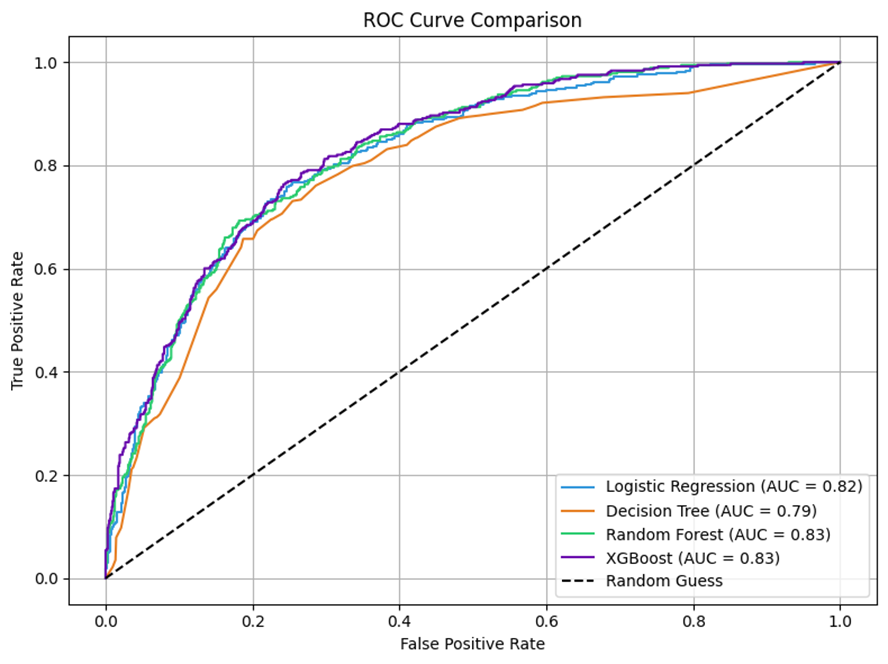 ROC Curve Comparison
1.0
0.8
0.6
0.4
0.2
0.0
True Positive Rate
0.0 0.2 0.4 0.6 0.8 1.0
False Positive Rate
Logistic Regression (AUC = 0.82)
Decision Tree (AUC = 0.79)
Random Forest (AUC = 0.83)
XGBoost (AUC = 0.83)
Random Guess